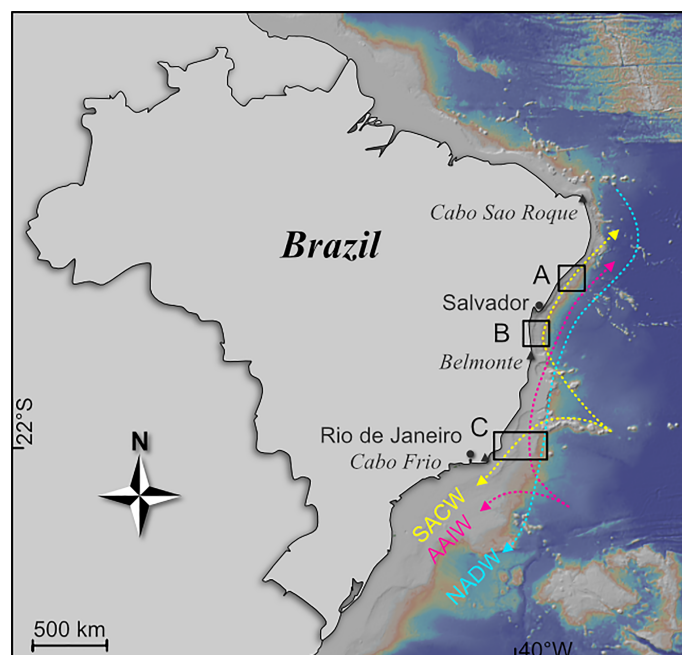 Cabo Sao Roque
Brazil
A
Salvador
B
Belmonte
22°S
Rio de Janeiro
C
Cabo Frio
N
SACW
AAIW
NADW
500 km
40°W